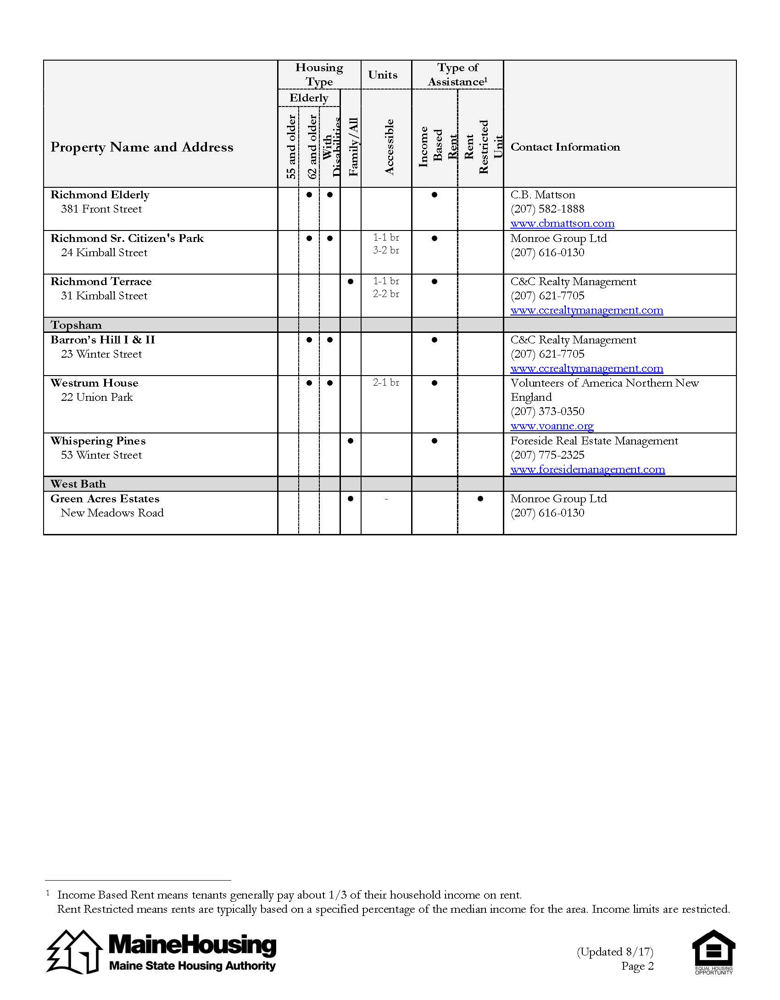 Housing Type
Units
Type of Assistance¹
Elderly
Property Name and Address
55 and older
62 and older
With Disabilities
Family/All
Accessible
Income Based Rent
Rent Restricted Unit
Contact Information
Richmond Elderly ● ● ● C.B. Mattson
381 Front Street (207) 582-1888
www.cbmattson.com
Richmond Sr. Citizen's Park ● ● 1-1 br ● Monroe Group Ltd
24 Kimball Street 3-2 br (207) 616-0130
Richmond Terrace ● 1-1 br ● C&C Realty Management
31 Kimball Street 2-2 br (207) 621-7705
www.ccrealtymanagement.com
Topsham
Barron’s Hill I & II ● ● ● C&C Realty Management
23 Winter Street (207) 621-7705
www.ccrealtymanagement.com
Westrum House ● ● 2-1 br ● Volunteers of America Northern New
22 Union Park England
(207) 373-0350
www.voanne.org
Whispering Pines ● ● Foreside Real Estate Management
53 Winter Street (207) 775-2325
www.foresidemanagement.com
West Bath
Green Acres Estates ● - ● Monroe Group Ltd
New Meadows Road (207) 616-0130
1 Income Based Rent means tenants generally pay about 1/3 of their household income on rent.
Rent Restricted means rents are typically based on a specified percentage of the median income for the area. Income limits are restricted.
MaineHousing
Maine State Housing Authority
(Updated 8/17)
Page 2
EQUAL HOUSING
OPPORTUNITY